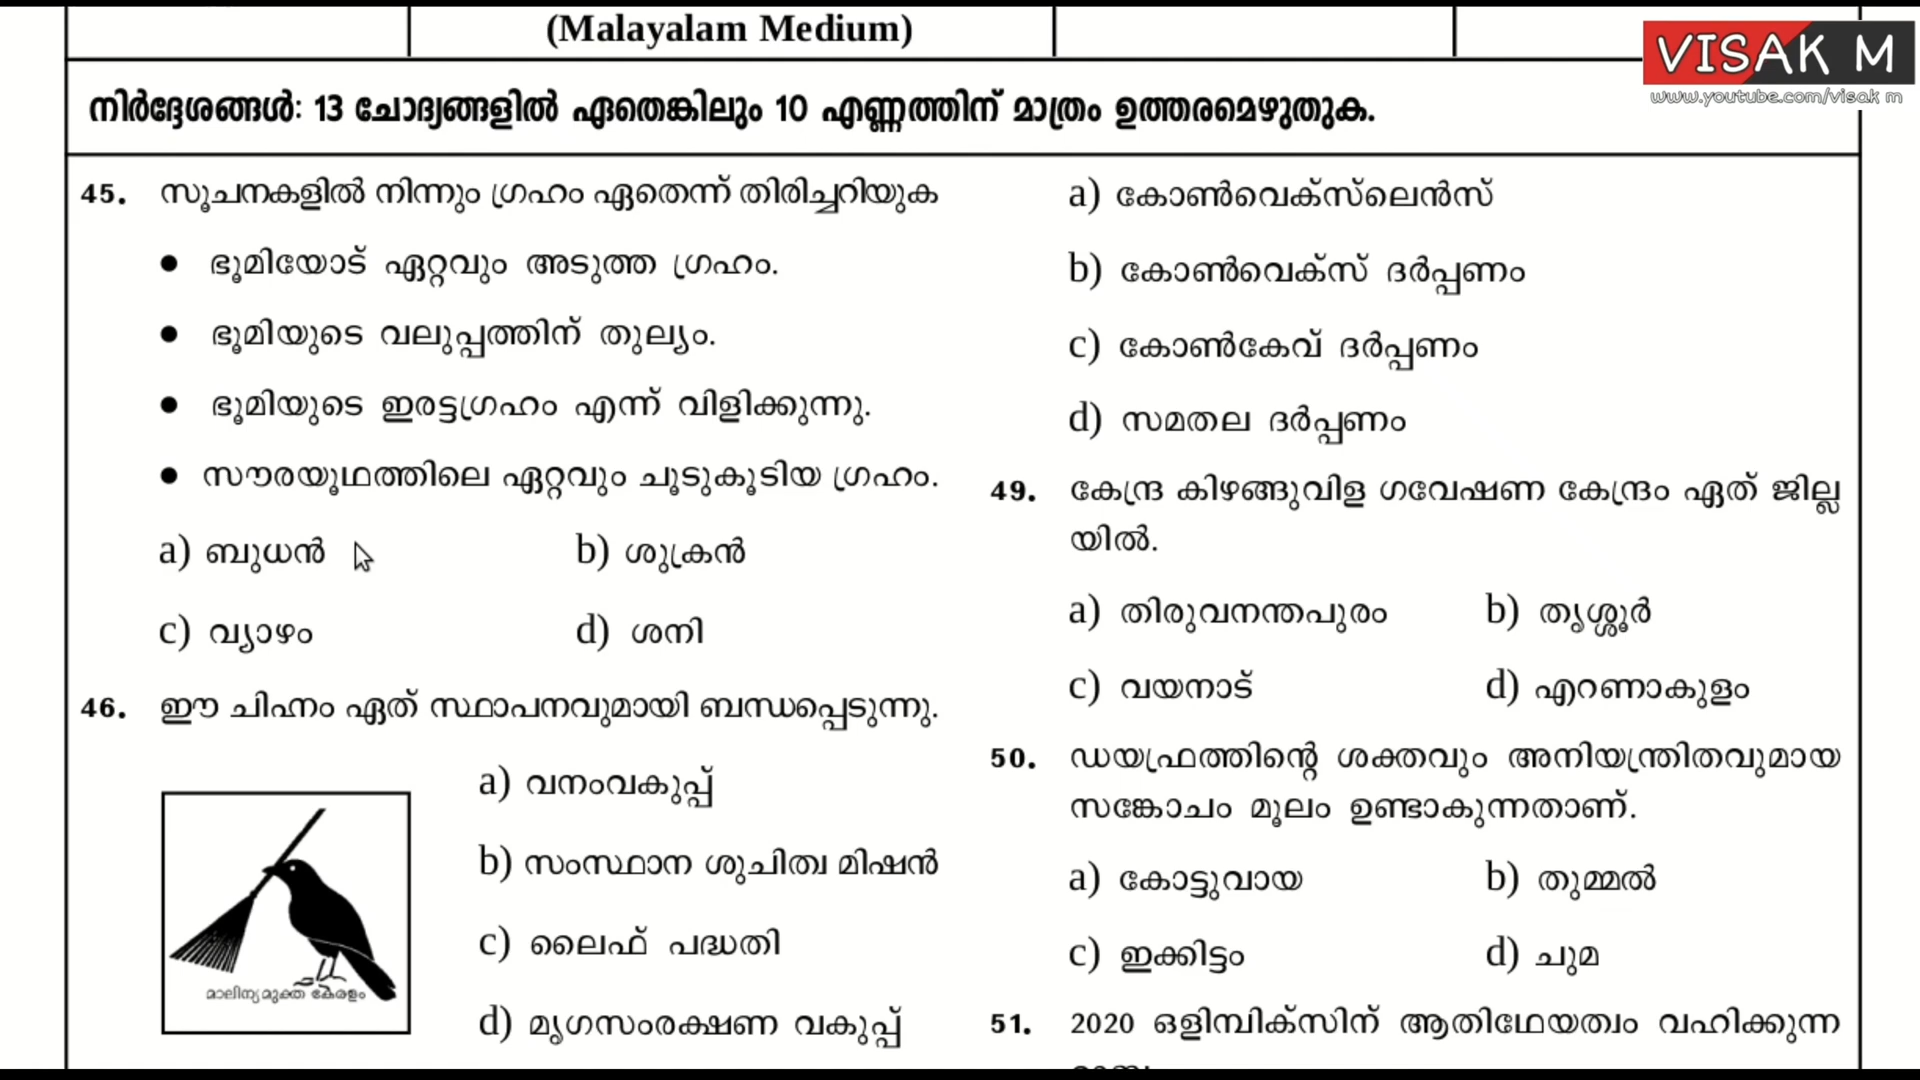 (Malayalam Medium)
VISAK M
www.youtube.com/visak m
നിർദ്ദേശങ്ങൾ: 13 ചോദ്യങ്ങളിൽ ഏതെങ്കിലും 10 എണ്ണത്തിന് മാത്രം ഉത്തരമെഴുതുക.
45. സൂചനകളിൽ നിന്നും ഗ്രഹം ഏതെന്ന് തിരിച്ചറിയുക
● ഭൂമിയോട് ഏറ്റവും അടുത്ത ഗ്രഹം.
● ഭൂമിയുടെ വലുപ്പത്തിന് തുല്യം.
● ഭൂമിയുടെ ഇരട്ടഗ്രഹം എന്ന് വിളിക്കുന്നു.
● സൗരയൂഥത്തിലെ ഏറ്റവും ചൂടുകൂടിയ ഗ്രഹം.
a) ബുധൻ b) ശുക്രൻ
c) വ്യാഴം d) ശനി
46. ഈ ചിഹ്നം ഏത് സ്ഥാപനവുമായി ബന്ധപ്പെടുന്നു.
a) വനംവകുപ്പ്
b) സംസ്ഥാന ശുചിത്വ മിഷൻ
c) ലൈഫ് പദ്ധതി
d) മൃഗസംരക്ഷണ വകുപ്പ്
മാലിന്യമുക്ത കേരളം
a) കോൺവെക്സ്ലെൻസ്
b) കോൺവെക്സ് ദർപ്പണം
c) കോൺകേവ് ദർപ്പണം
d) സമതല ദർപ്പണം
49. കേന്ദ്ര കിഴങ്ങുവിള ഗവേഷണ കേന്ദ്രം ഏത് ജില്ല
യിൽ.
a) തിരുവനന്തപുരം b) തൃശ്ശൂർ
c) വയനാട് d) എറണാകുളം
50. ഡയഫ്രത്തിന്റെ ശക്തവും അനിയന്ത്രിതവുമായ
സങ്കോചം മൂലം ഉണ്ടാകുന്നതാണ്.
a) കോട്ടുവായ b) തുമ്മൽ
c) ഇക്കിട്ടം d) ചുമ
51. 2020 ഒളിമ്പിക്സിന് ആതിഥേയത്വം വഹിക്കുന്ന